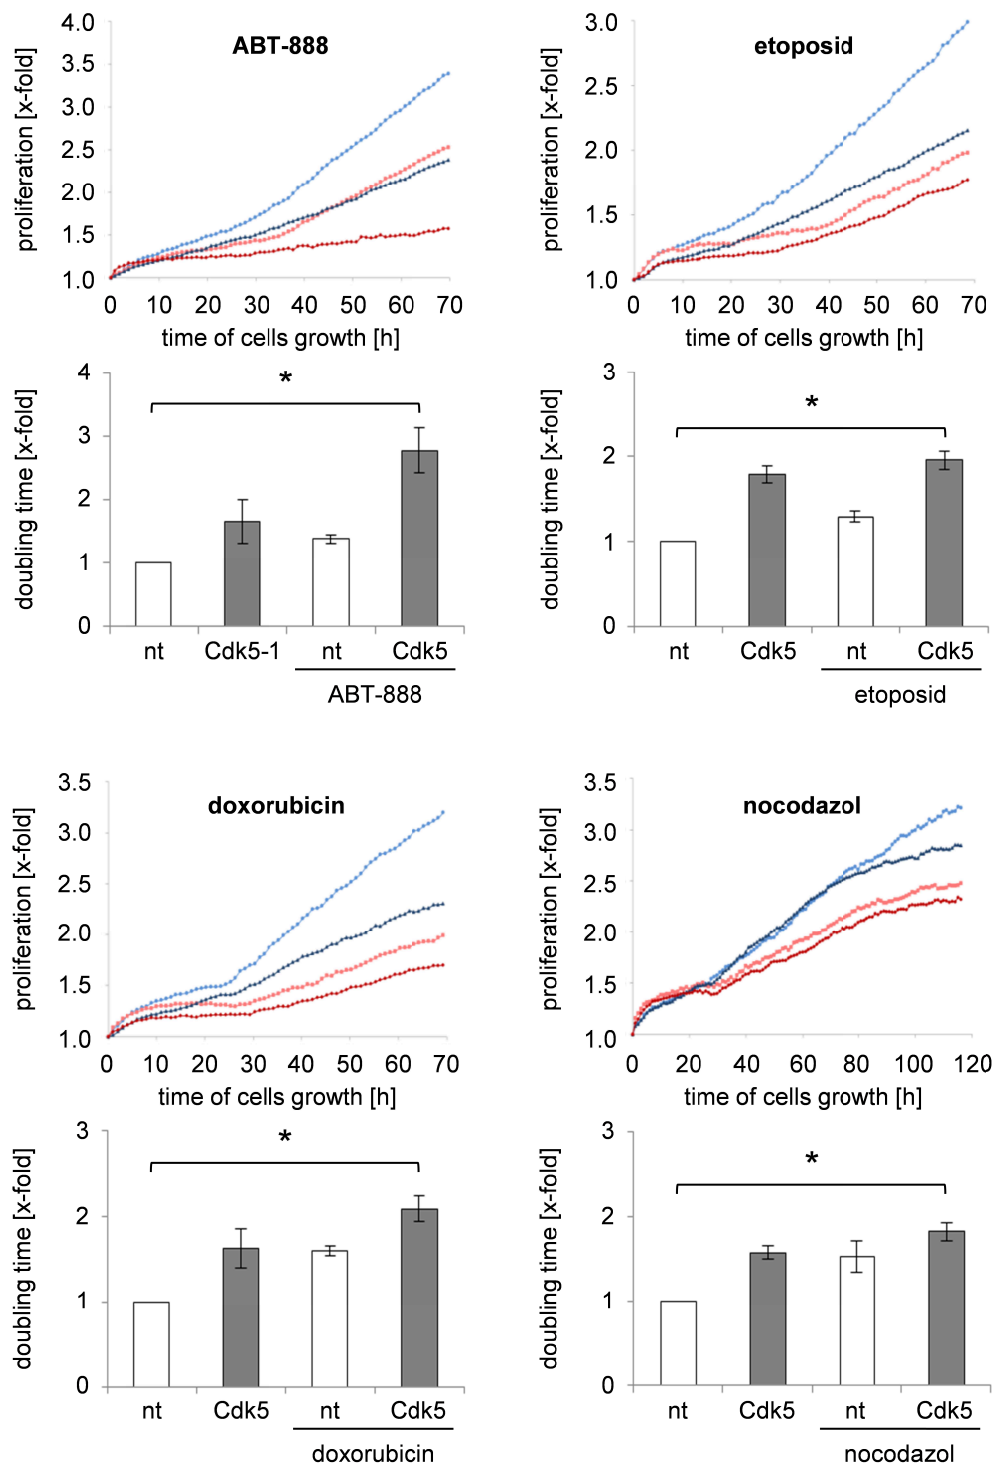 ABT-888
proliferation [x-fold]
4.0
3.5
3.0
2.5
2.0
1.5
1.0
0 10 20 30 40 50 60 70
time of cells growth [h]
etoposid
proliferation [x-fold]
3.0
2.5
2.0
1.5
1.0
0 10 20 30 40 50 60 70
time of cells growth [h]
doubling time [x-fold]
4
3
2
1
0
*
nt Cdk5-1 nt Cdk5
ABT-888
doubling time [x-fold]
3
2
1
0
*
nt Cdk5 nt Cdk5
etoposid
doxorubicin
proliferation [x-fold]
3.5
3.0
2.5
2.0
1.5
1.0
0 10 20 30 40 50 60 70
time of cells growth [h]
nocodazol
proliferation [x-fold]
3.5
3.0
2.5
2.0
1.5
1.0
0 20 40 60 80 100 120
time of cells growth [h]
doubling time [x-fold]
3
2
1
0
*
nt Cdk5 nt Cdk5
doxorubicin
doubling time [x-fold]
3
2
1
0
*
nt Cdk5 nt Cdk5
nocodazol